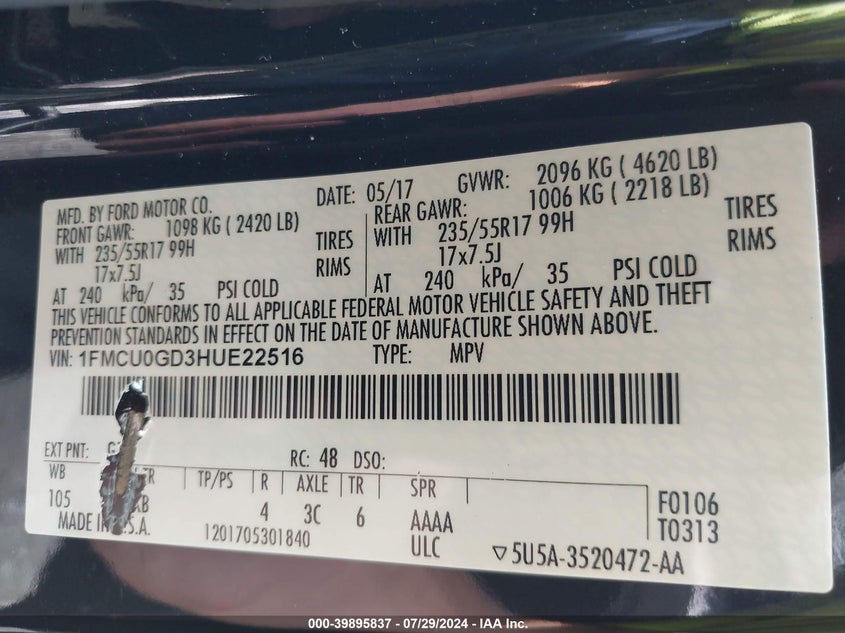 MFD. BY FORD MOTOR CO.
DATE: 05/17 GVWR: 2096 KG ( 4620 LB)
FRONT GAWR: 1098 KG ( 2420 LB)
WITH 235/55R17 99H TIRES
17x7.5J RIMS
AT 240 kPa/ 35 PSI COLD
REAR GAWR: 1006 KG ( 2218 LB)
WITH 235/55R17 99H TIRES
17x7.5J RIMS
AT 240 kPa/ 35 PSI COLD
THIS VEHICLE CONFORMS TO ALL APPLICABLE FEDERAL MOTOR VEHICLE SAFETY AND THEFT
PREVENTION STANDARDS IN EFFECT ON THE DATE OF MANUFACTURE SHOWN ABOVE.
VIN: 1FMCU0GD3HUE22516 TYPE: MPV
EXT PNT: RC: 48 DSO:
WB TP/PS R AXLE TR SPR
105 4 3C 6 AAAA
ULC
F0106
T0313
MADE IN U.S.A. 1201705301840
▽5U5A-3520472-AA
000-39895837 - 07/29/2024 - IAA Inc.